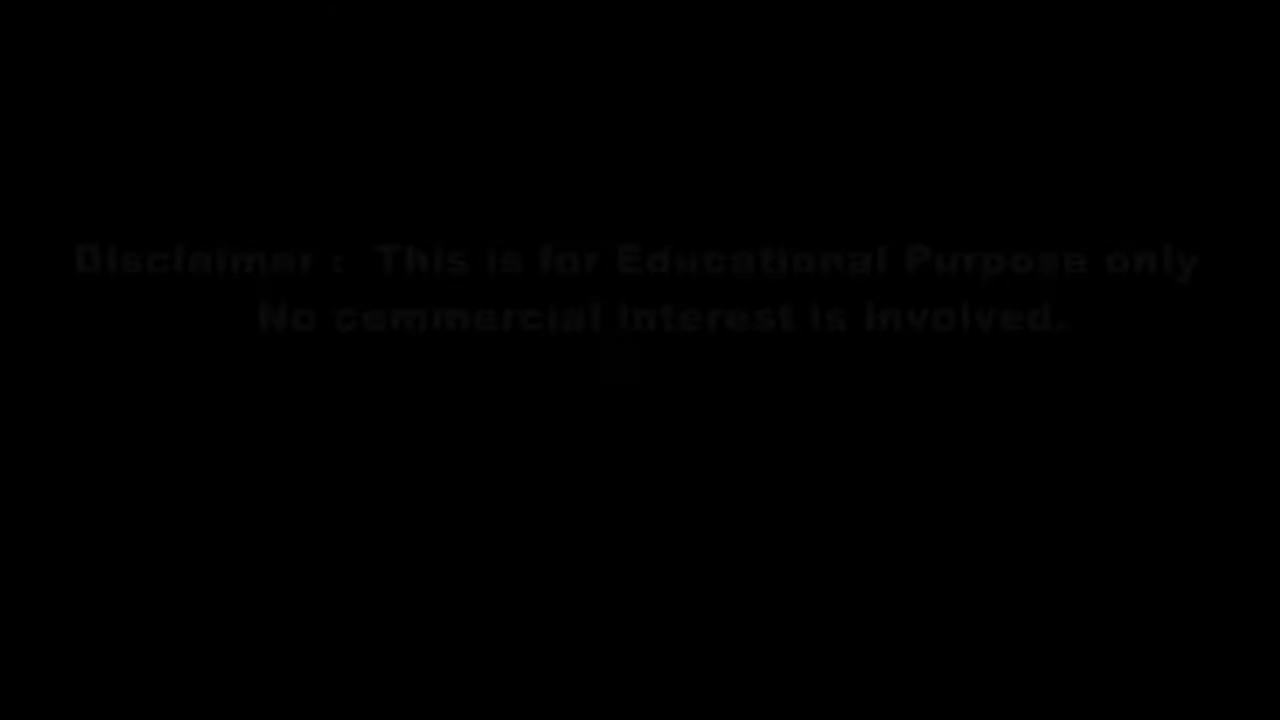 Disclaimer : This is for Educational Purpose only
No commercial interest is involved.